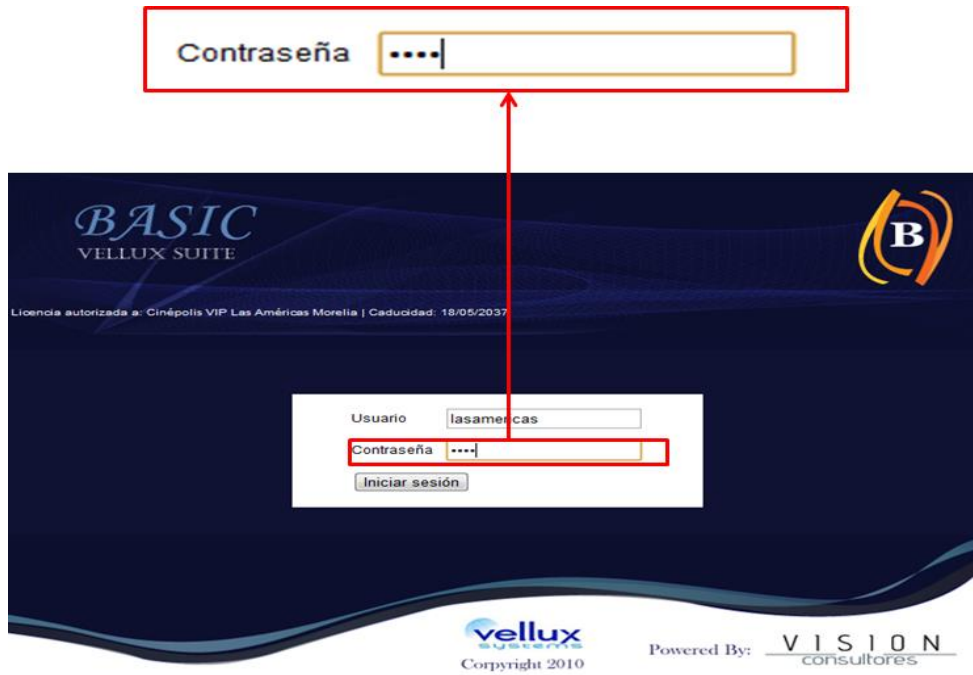 Contraseña ••••
BASIC
VELLUX SUITE
B
Licencia autorizada a: Cinépolis VIP Las Américas Morelia | Caducidad: 18/05/2037
Usuario lasamericas
Contraseña ••••
Iniciar sesión
vellux
systems
Corpyright 2010
Powered By: VISION
consultores